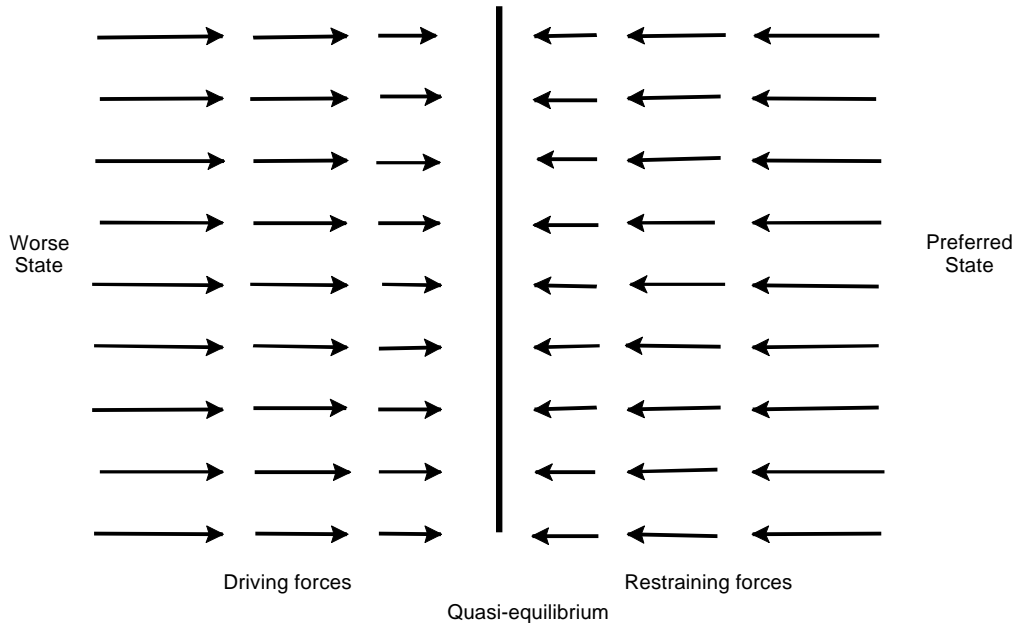 Worse
State
Preferred
State
Driving forces
Restraining forces
Quasi-equilibrium